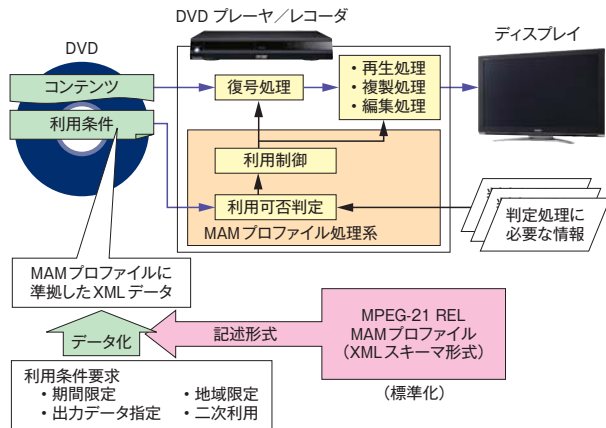 DVD プレーヤ／レコーダ
DVD
ディスプレイ
コンテンツ
利用条件
復号処理
・再生処理
・複製処理
・編集処理
利用制御
利用可否判定
MAMプロファイル処理系
判定処理に
必要な情報
MAMプロファイルに
準拠したXMLデータ
データ化
記述形式
MPEG-21 REL
MAMプロファイル
（XMLスキーマ形式）
（標準化）
利用条件要求
・期間限定　・地域限定
・出力データ指定　・二次利用